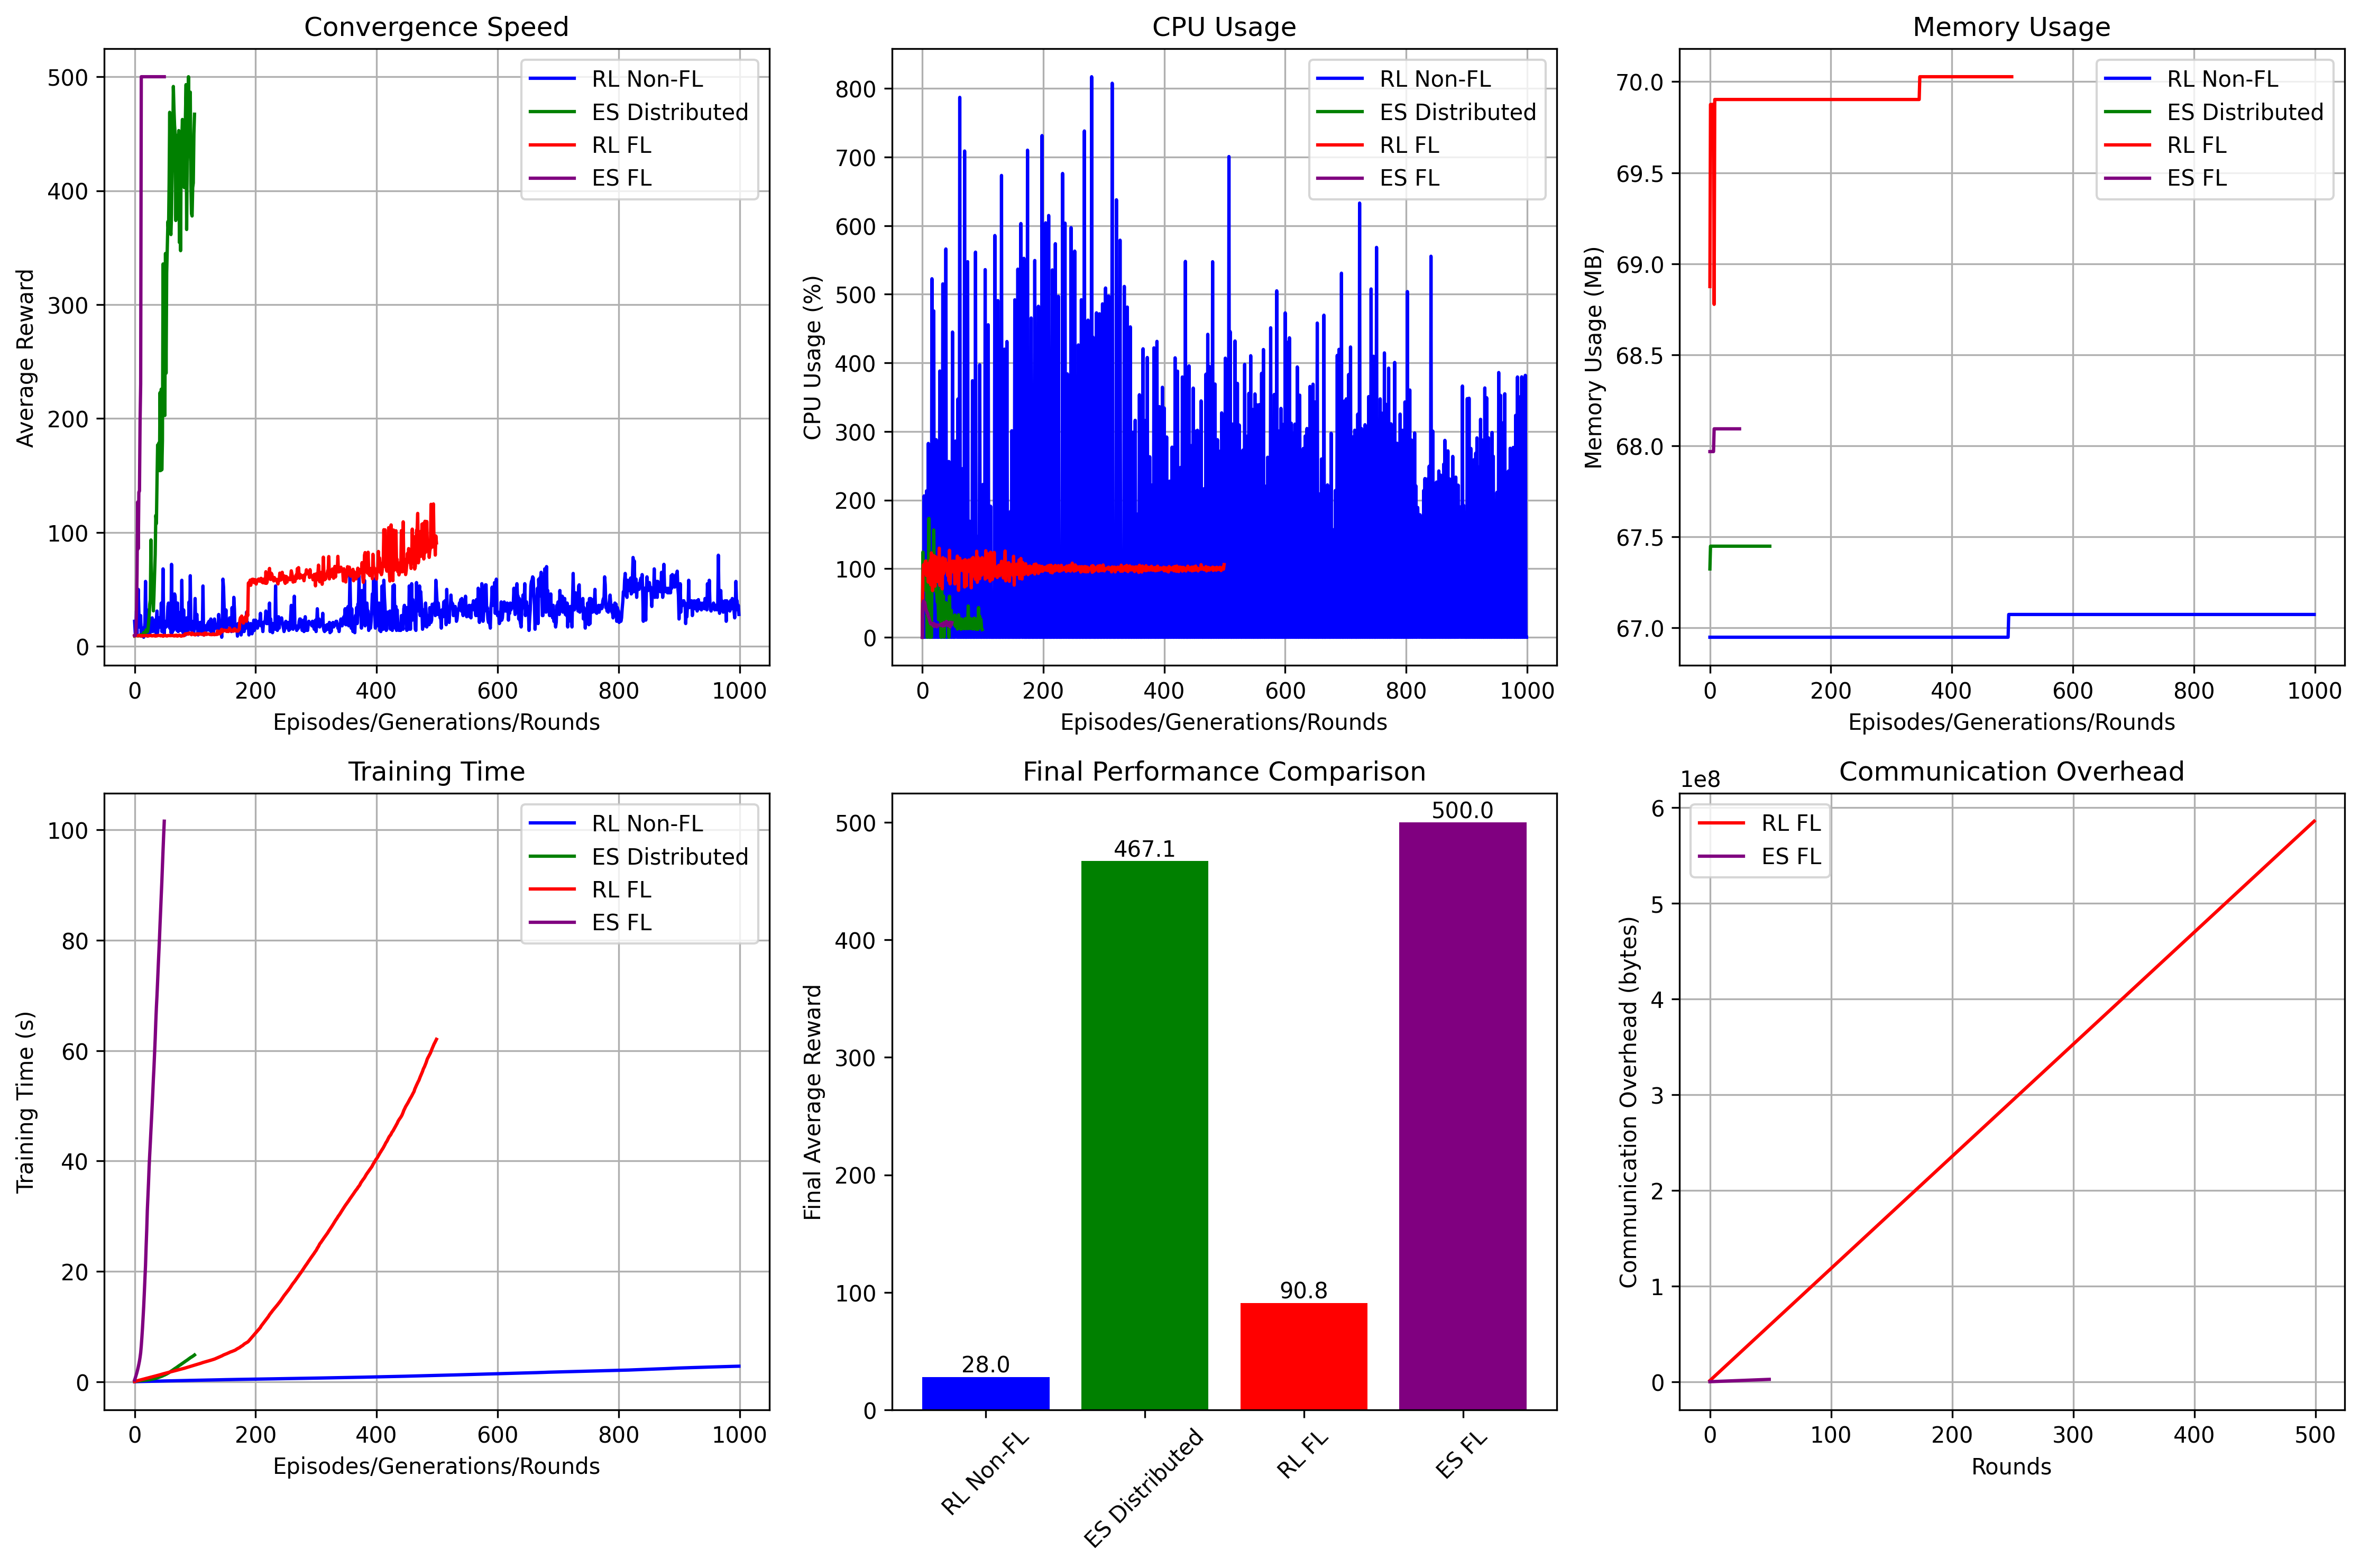 Convergence Speed
500
400
300
200
100
0
Average Reward
0 200 400 600 800 1000
Episodes/Generations/Rounds
RL Non-FL
ES Distributed
RL FL
ES FL
CPU Usage
800
700
600
500
400
300
200
100
0
CPU Usage (%)
0 200 400 600 800 1000
Episodes/Generations/Rounds
RL Non-FL
ES Distributed
RL FL
ES FL
Memory Usage
70.0
69.5
69.0
68.5
68.0
67.5
67.0
Memory Usage (MB)
0 200 400 600 800 1000
Episodes/Generations/Rounds
RL Non-FL
ES Distributed
RL FL
ES FL
Training Time
100
80
60
40
20
0
Training Time (s)
0 200 400 600 800 1000
Episodes/Generations/Rounds
RL Non-FL
ES Distributed
RL FL
ES FL
Final Performance Comparison
500
400
300
200
100
0
Final Average Reward
28.0
467.1
90.8
500.0
RL Non-FL
ES Distributed
RL FL
ES FL
Communication Overhead
1e8
6
5
4
3
2
1
0
Communication Overhead (bytes)
0 100 200 300 400 500
Rounds
RL FL
ES FL